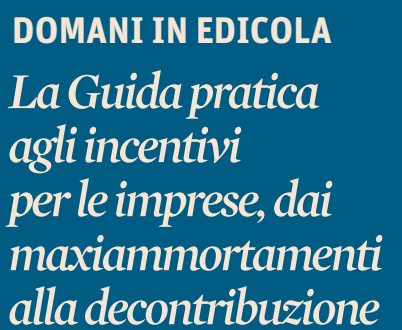 DOMANI IN EDICOLA
La Guida pratica
agli incentivi
per le imprese, dai
maxiammortamenti
alla decontribuzione